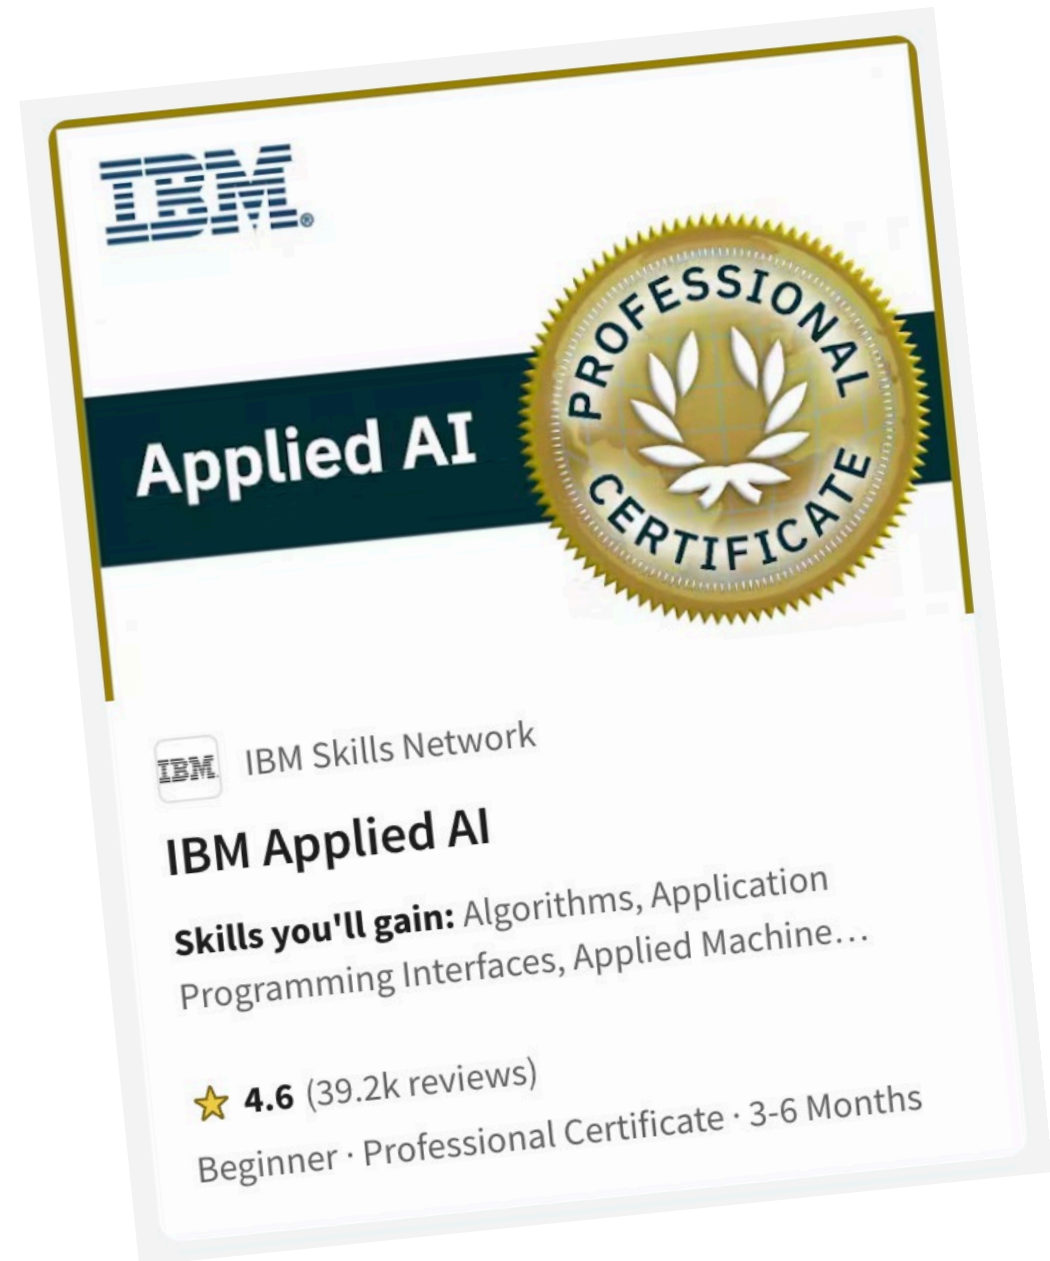 IBM®
PROFESSIONAL
CERTIFICATE
Applied AI
IBM
IBM Skills Network
IBM Applied AI
Skills you'll gain: Algorithms, Application
Programming Interfaces, Applied Machine…
4.6 (39.2k reviews)
Beginner · Professional Certificate · 3-6 Months